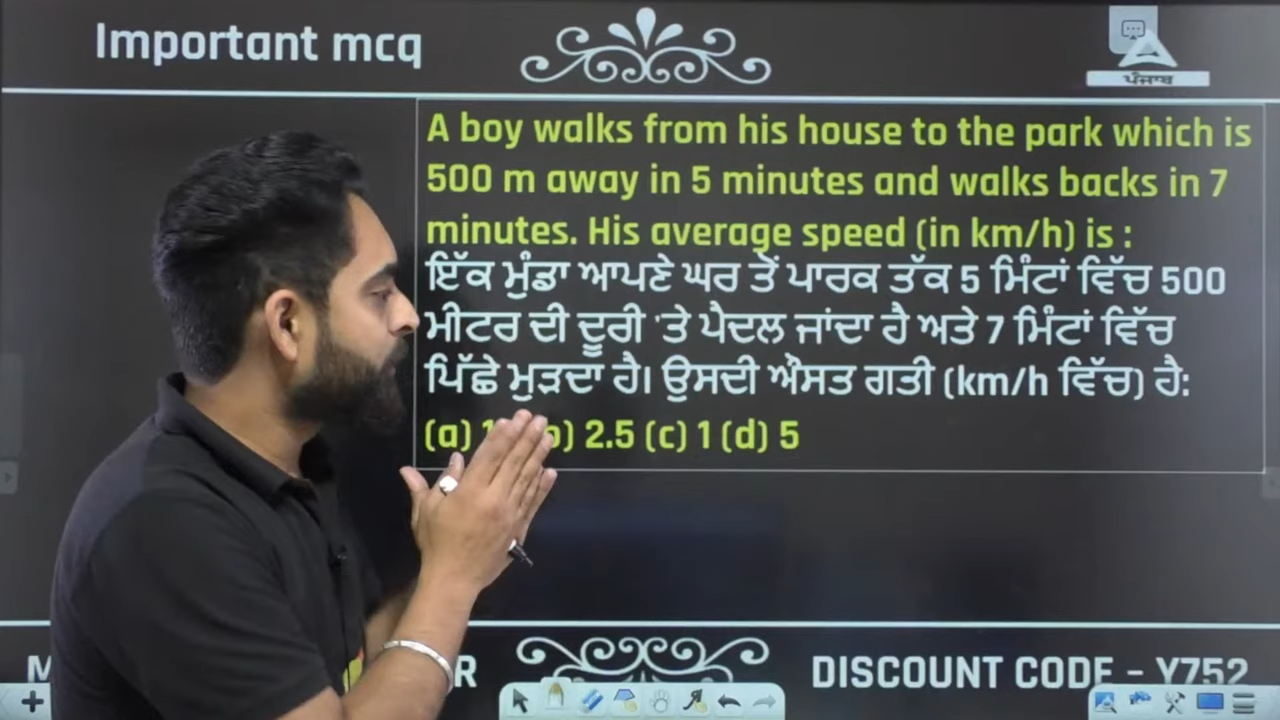 Important mcq
ਪੰਜਾਬ
A boy walks from his house to the park which is
500 m away in 5 minutes and walks backs in 7
minutes. His average speed (in km/h) is :
ਇੱਕ ਮੁੰਡਾ ਆਪਣੇ ਘਰ ਤੋਂ ਪਾਰਕ ਤੱਕ 5 ਮਿੰਟਾਂ ਵਿੱਚ 500
ਮੀਟਰ ਦੀ ਦੂਰੀ 'ਤੇ ਪੈਦਲ ਜਾਂਦਾ ਹੈ ਅਤੇ 7 ਮਿੰਟਾਂ ਵਿੱਚ
ਪਿੱਛੇ ਮੁੜਦਾ ਹੈ। ਉਸਦੀ ਔਸਤ ਗਤੀ (km/h ਵਿੱਚ) ਹੈ:
(a) 2.5 (c) 1 (d) 5
DISCOUNT CODE - Y752